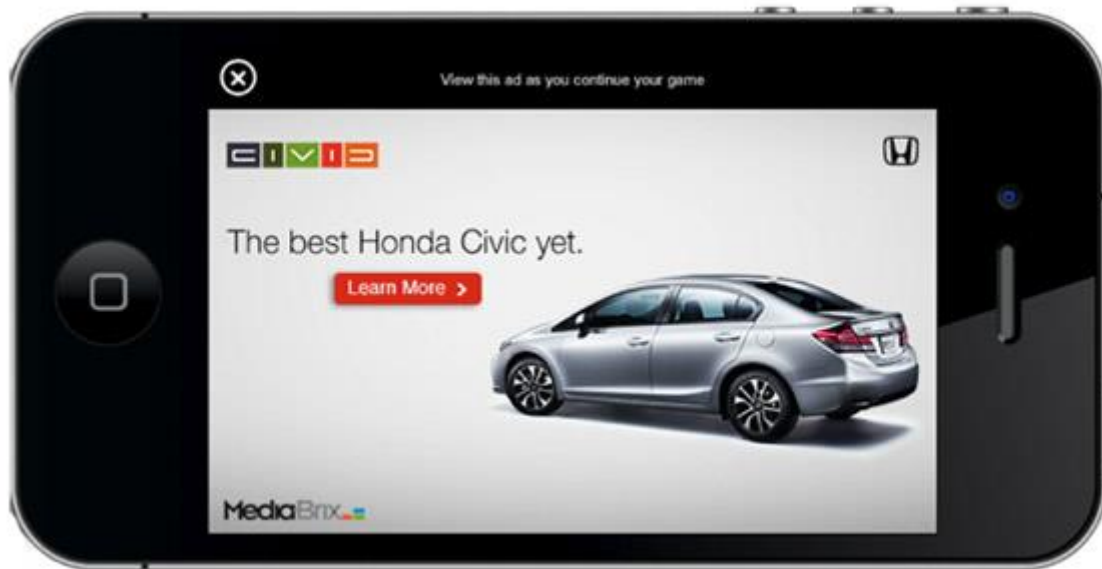 View this ad as you continue your game
CIVIC
The best Honda Civic yet.
Learn More >
MediaBrix